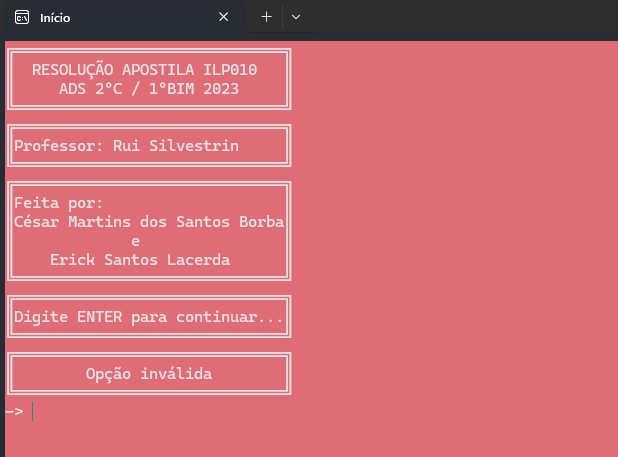 Início
RESOLUÇÃO APOSTILA ILP010
ADS 2°C / 1°BIM 2023
Professor: Rui Silvestrin
Feita por:
César Martins dos Santos Borba
e
Erick Santos Lacerda
Digite ENTER para continuar...
Opção inválida
—>